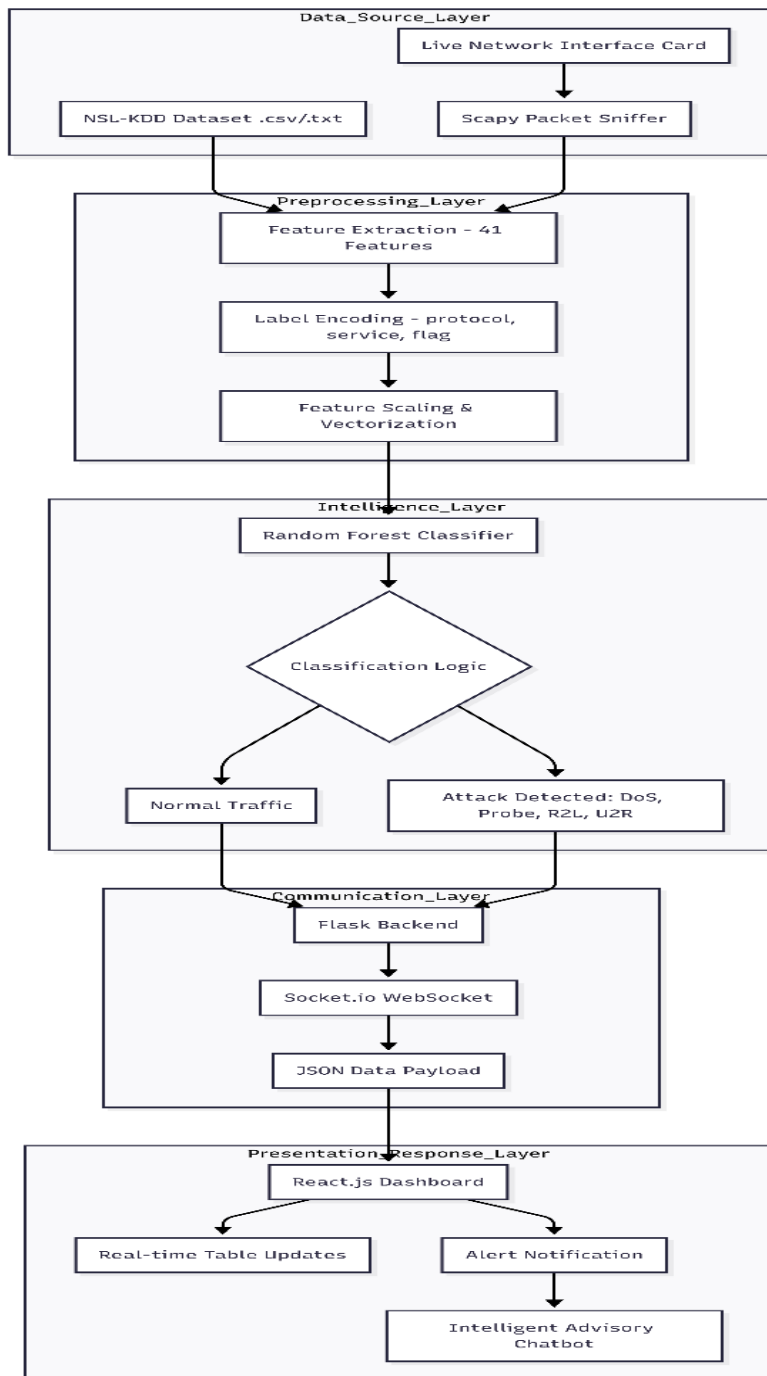 Data_Source_Layer
Live Network Interface Card
NSL-KDD Dataset .csv/.txt
Scapy Packet Sniffer
Preprocessing_Layer
Feature Extraction - 41
Features
Label Encoding - protocol,
service, flag
Feature Scaling &
Vectorization
Intelligence_Layer
Random Forest Classifier
Classification Logic
Normal Traffic
Attack Detected: DoS,
Probe, R2L, U2R
Communication_Layer
Flask Backend
Socket.io WebSocket
JSON Data Payload
Presentation_Response_Layer
React.js Dashboard
Real-time Table Updates
Alert Notification
Intelligent Advisory
Chatbot